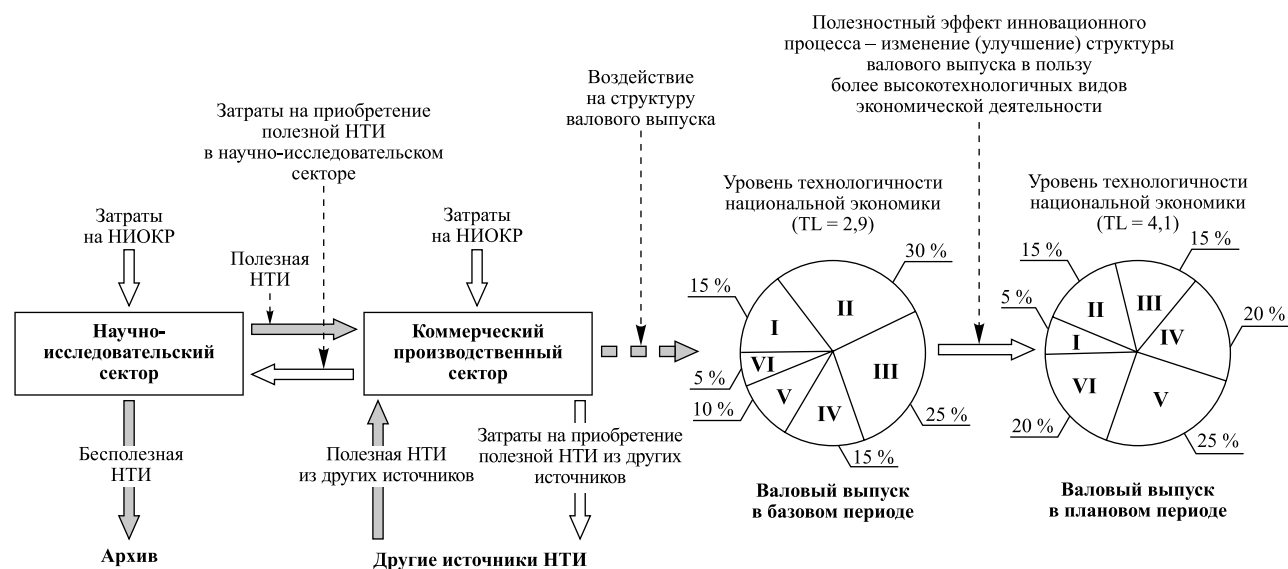 Полезностный эффект инновационного
процесса – изменение (улучшение) структуры
валового выпуска в пользу
более высокотехнологичных видов
экономической деятельности
Воздействие
на структуру
валового выпуска
Затраты на приобретение
полезной НТИ
в научно-исследовательском
секторе
Уровень технологичности
национальной экономики
(TL = 2,9)
Уровень технологичности
национальной экономики
(TL = 4,1)
Затраты
на НИОКР
Полезная
НТИ
Затраты
на НИОКР
Научно-
исследовательский
сектор
Коммерческий
производственный
сектор
Бесполезная
НТИ
Архив
Полезная НТИ
из других источников
Затраты на приобретение
полезной НТИ из других
источников
Другие источники НТИ
15 %
30 %
I
II
III
IV
V
VI
5 %
10 %
15 %
25 %
Валовый выпуск
в базовом периоде
15 %
15 %
5 %
20 %
I
II
III
IV
V
VI
20 %
25 %
Валовый выпуск
в плановом периоде